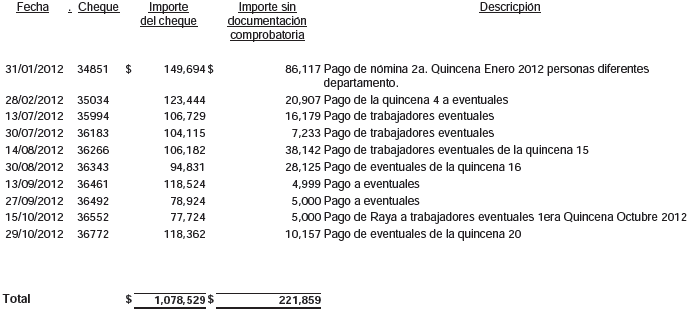 Fecha . Cheque Importe del cheque Importe sin documentación comprobatoria Descricpión
31/01/2012 34851 $ 149,694 $ 86,117 Pago de nómina 2a. Quincena Enero 2012 personas diferentes
departamento.
28/02/2012 35034 123,444 20,907 Pago de la quincena 4 a eventuales
13/07/2012 35994 106,729 16,179 Pago de trabajadores eventuales
30/07/2012 36183 104,115 7,233 Pago de trabajadores eventuales
14/08/2012 36266 106,182 38,142 Pago de trabajadores eventuales de la quincena 15
30/08/2012 36343 94,831 28,125 Pago de eventuales de la quincena 16
13/09/2012 36461 118,524 4,999 Pago a eventuales
27/09/2012 36492 78,924 5,000 Pago a eventuales
15/10/2012 36552 77,724 5,000 Pago de Raya a trabajadores eventuales 1era Quincena Octubre 2012
29/10/2012 36772 118,362 10,157 Pago de eventuales de la quincena 20
Total $ 1,078,529 $ 221,859